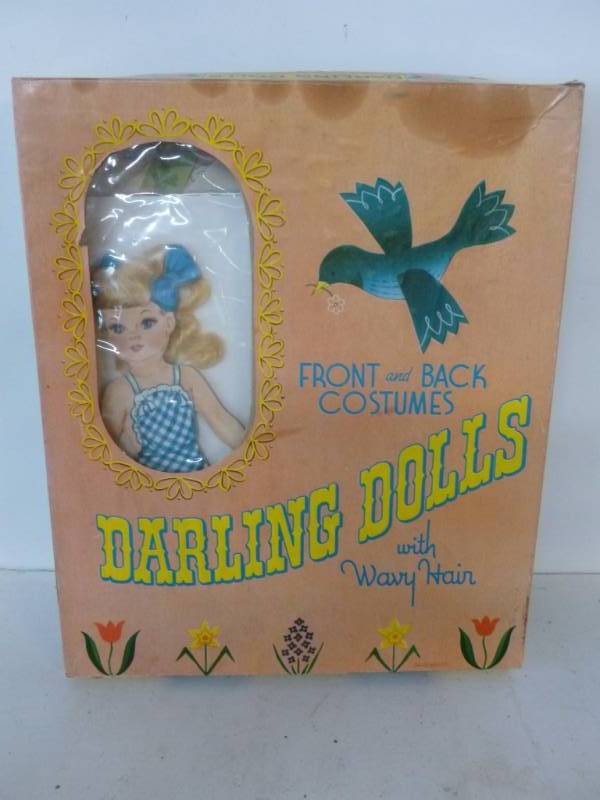 FRONT and BACK
COSTUMES
DARLING DOLLS
with
Wavy Hair